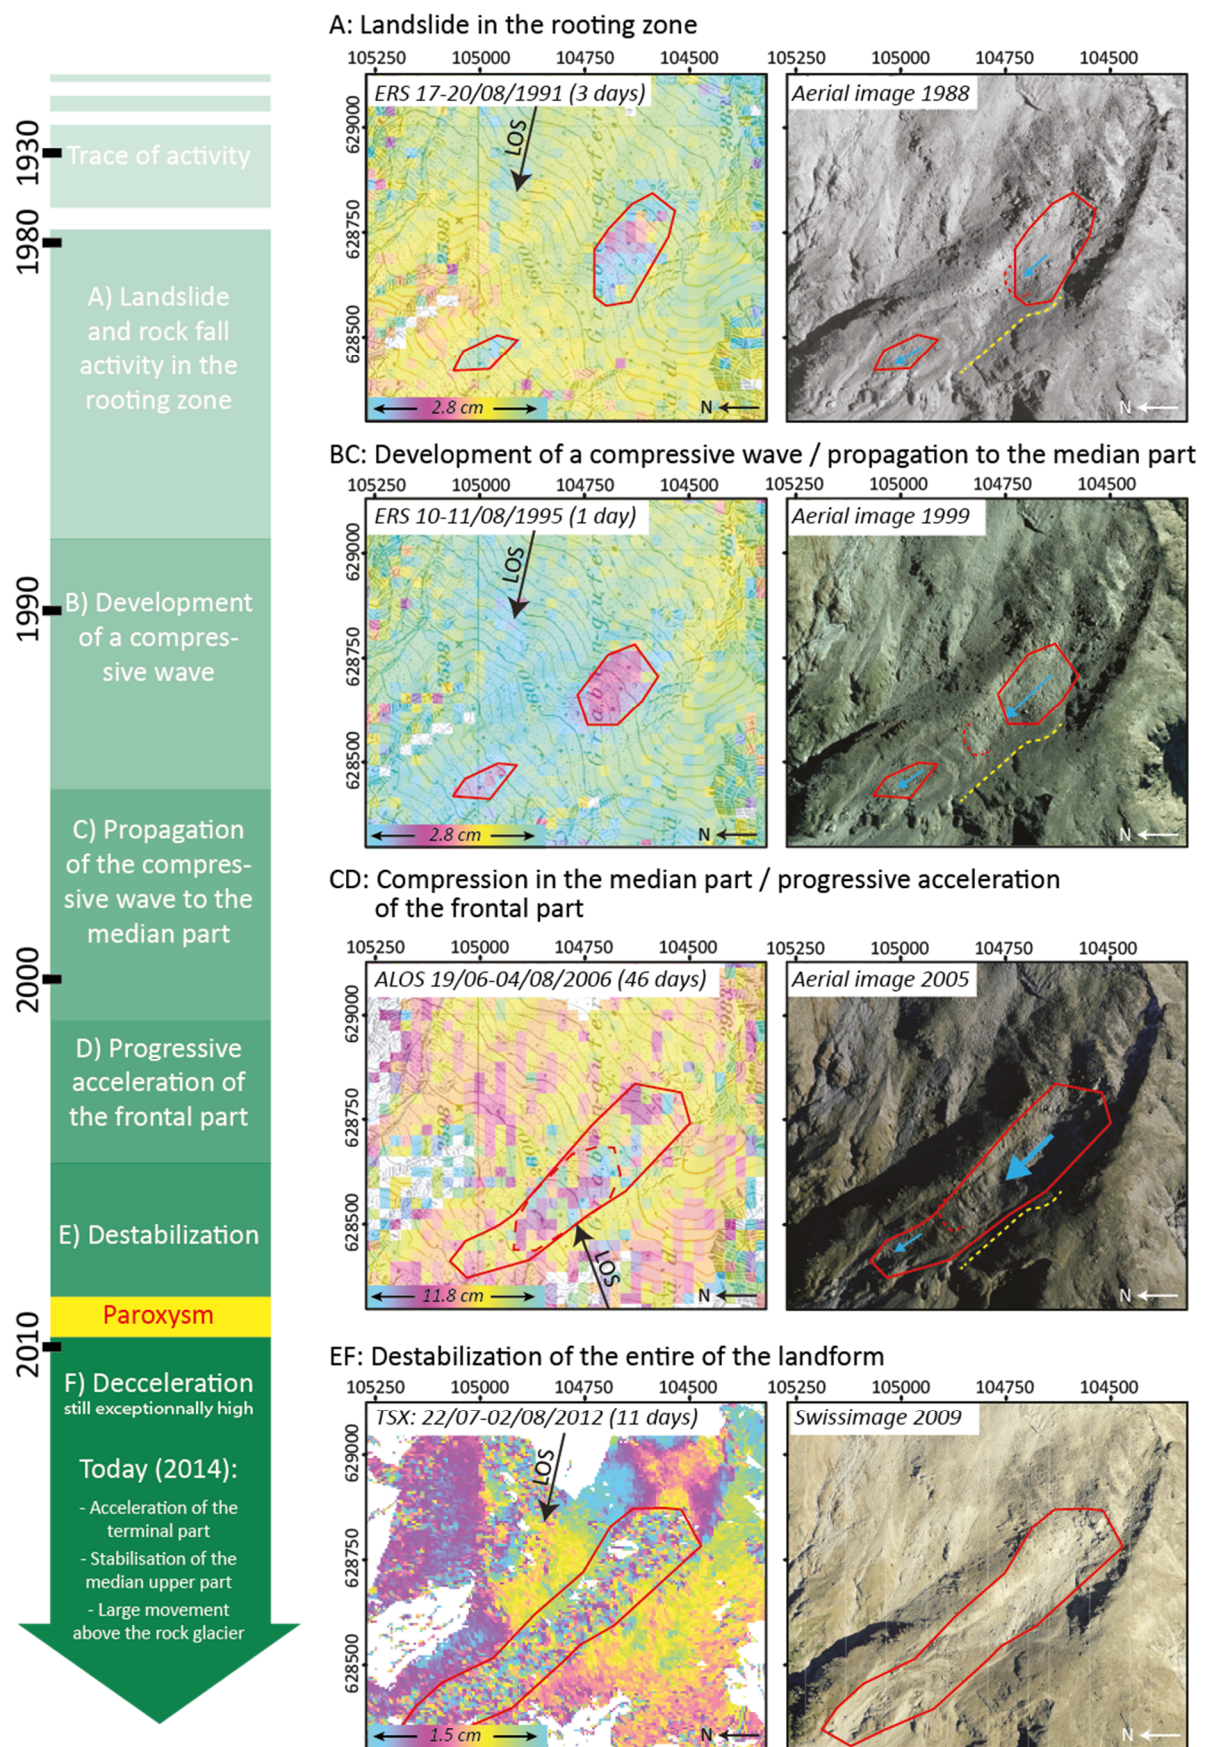 1930
Trace of activity
1980
A) Landslide
and rock fall
activity in the
rooting zone
1990
B) Development
of a compres-
sive wave
C) Propagation
of the compres-
sive wave to the
median part
2000
D) Progressive
acceleration of
the frontal part
E) Destabilization
Paroxysm
2010
F) Decceleration
still exceptionnally high
Today (2014):
- Acceleration of the
terminal part
- Stabilisation of the
median upper part
- Large movement
above the rock glacier
A: Landslide in the rooting zone
105250 105000 104750 104500 105250 105000 104750 104500
ERS 17-20/08/1991 (3 days)
Aerial image 1988
629000
628750
628500
LOS
2.8 cm
N
N
BC: Development of a compressive wave / propagation to the median part
105250 105000 104750 104500 105250 105000 104750 104500
ERS 10-11/08/1995 (1 day)
Aerial image 1999
629000
628750
628500
LOS
2.8 cm
N
N
CD: Compression in the median part / progressive acceleration
of the frontal part
105250 105000 104750 104500 105250 105000 104750 104500
ALOS 19/06-04/08/2006 (46 days)
Aerial image 2005
629000
628750
628500
LOS
11.8 cm
N
N
EF: Destabilization of the entire of the landform
105250 105000 104750 104500 105250 105000 104750 104500
TSX: 22/07-02/08/2012 (11 days)
Swissimage 2009
629000
628750
628500
LOS
1.5 cm
N
N